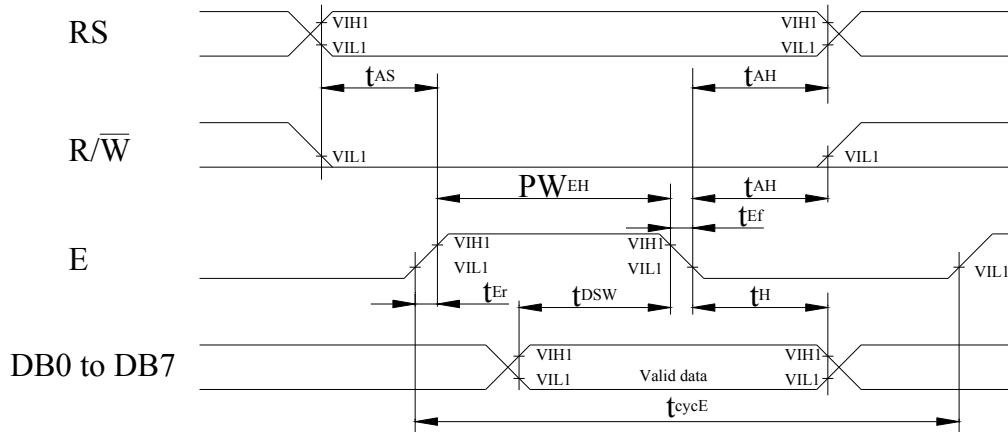 RS
VIH1
VIL1
VIH1
VIL1
tAS
tAH
R/W̅
VIL1
VIL1
PWEH
tAH
tEf
E
VIH1
VIL1
VIH1
VIL1
VIL1
tEr
tDSW
tH
DB0 to DB7
VIH1
VIL1
Valid data
VIH1
VIL1
tcycE